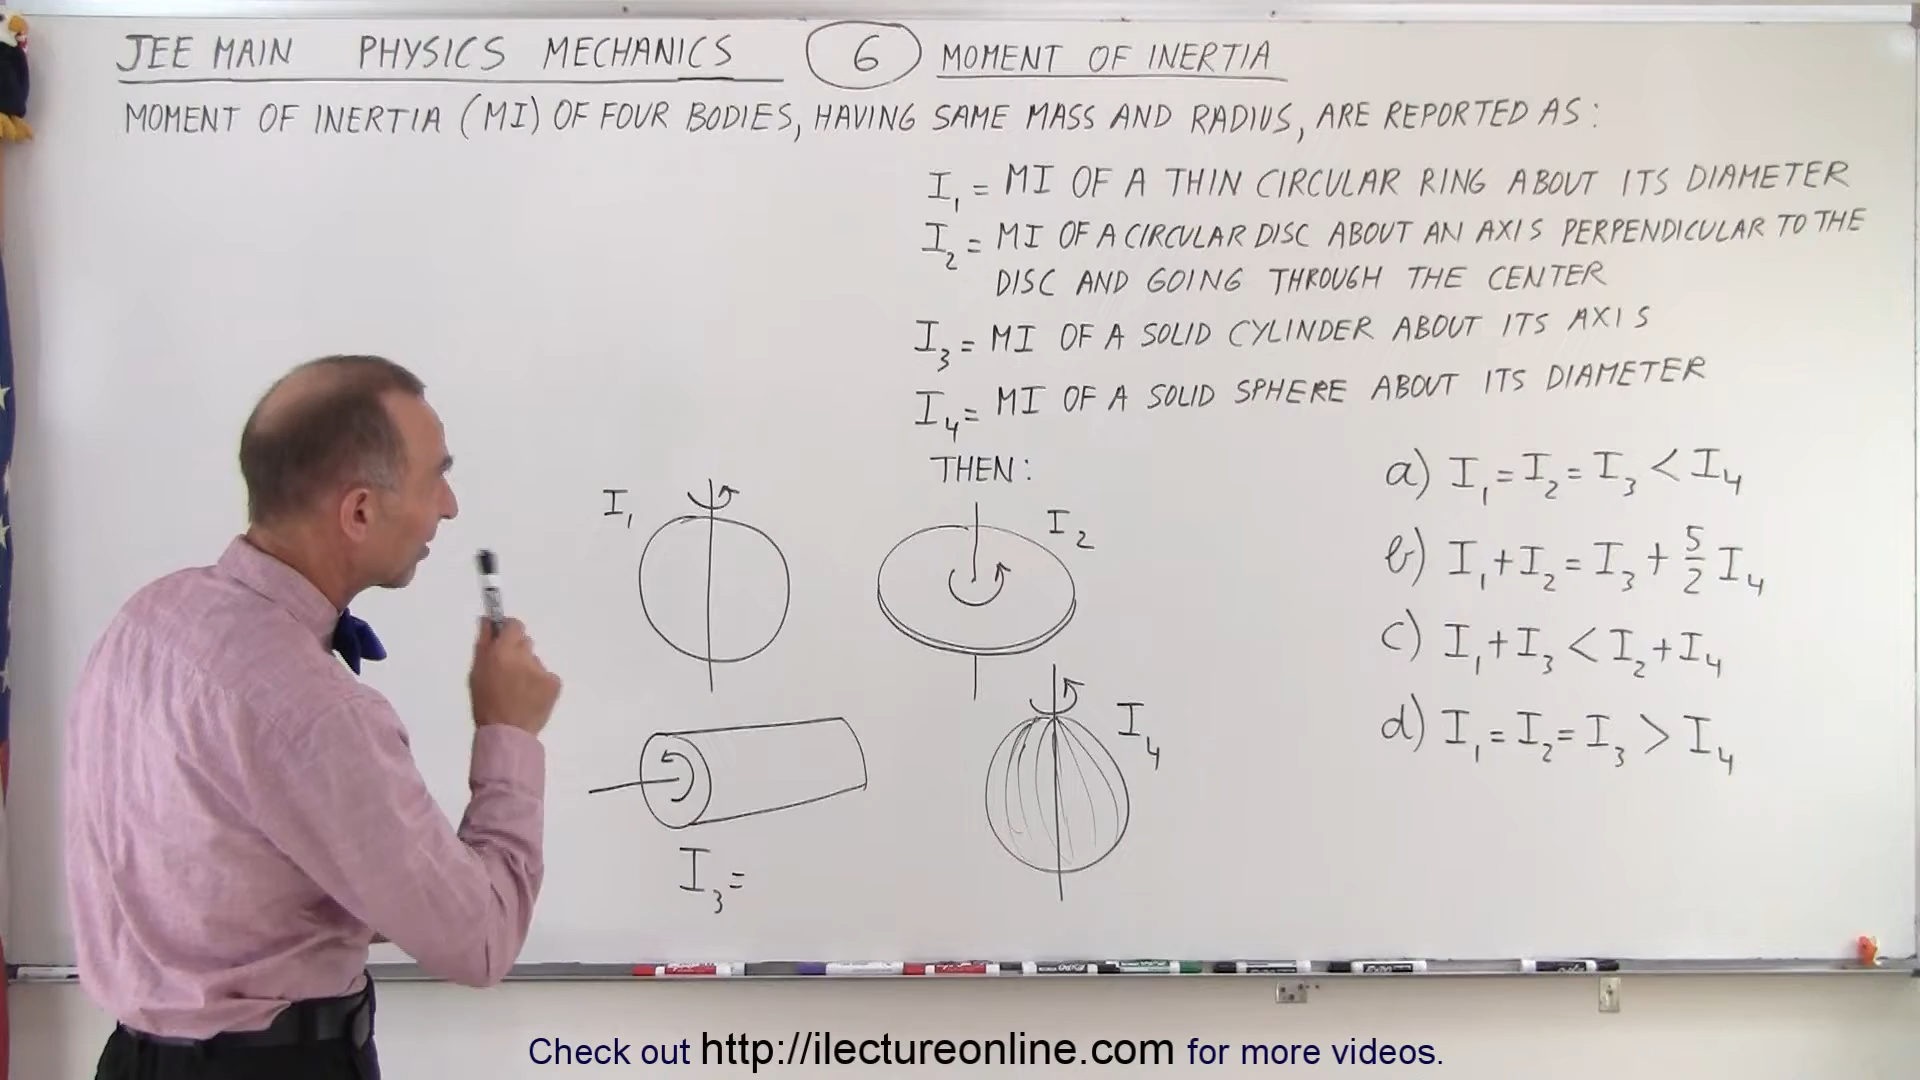 JEE MAIN PHYSICS MECHANICS 6 MOMENT OF INERTIA
MOMENT OF INERTIA (MI) OF FOUR BODIES, HAVING SAME MASS AND RADIUS, ARE REPORTED AS:
I₁ = MI OF A THIN CIRCULAR RING ABOUT ITS DIAMETER
I₂ = MI OF A CIRCULAR DISC ABOUT AN AXIS PERPENDICULAR TO THE
DISC AND GOING THROUGH THE CENTER
I₃ = MI OF A SOLID CYLINDER ABOUT ITS AXIS
I₄ = MI OF A SOLID SPHERE ABOUT ITS DIAMETER
THEN:
a) I₁ = I₂ = I₃ < I₄
b) I₁ + I₂ = I₃ + 5/2 I₄
c) I₁ + I₃ < I₂ + I₄
d) I₁ = I₂ = I₃ > I₄
I₁
I₂
I₃ =
I₄
Check out http://ilectureonline.com for more videos.